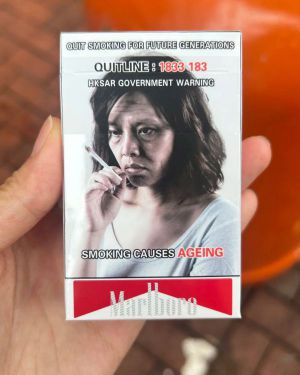 QUIT SMOKING FOR FUTURE GENERATIONS
QUITLINE : 1833 183
HKSAR GOVERNMENT WARNING
SMOKING CAUSES AGEING
Marlboro